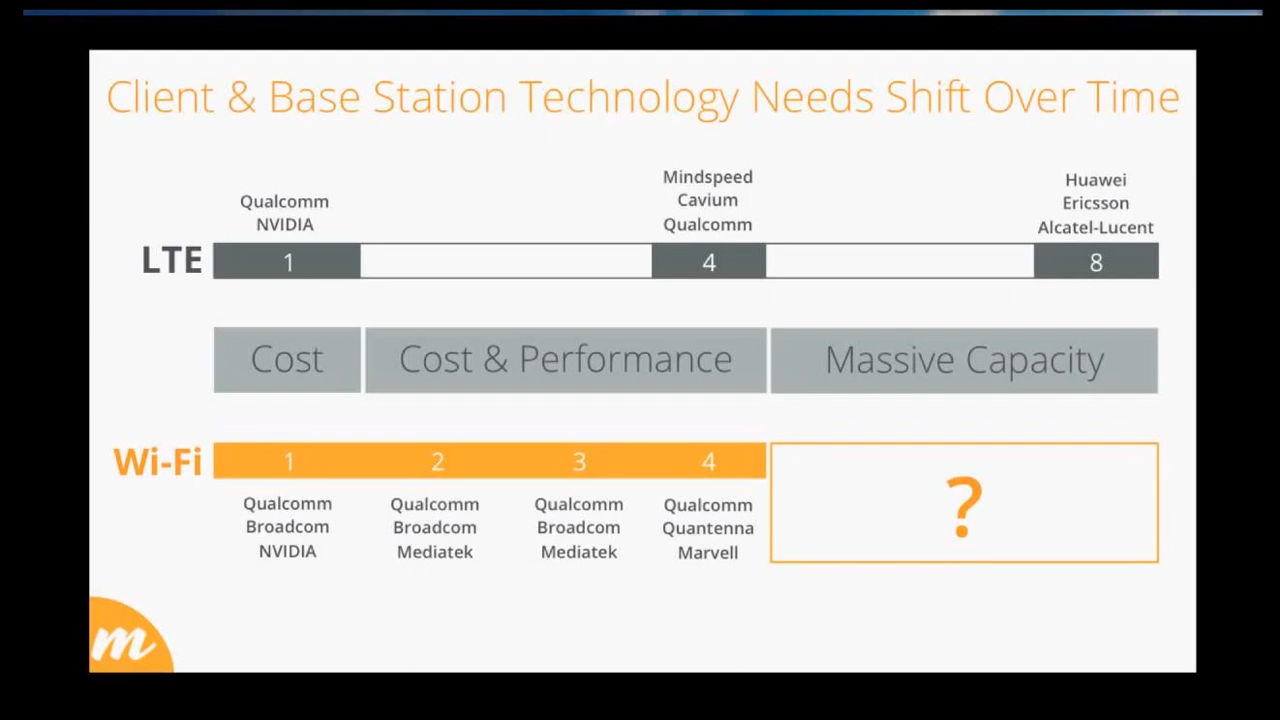 Client & Base Station Technology Needs Shift Over Time
Qualcomm
NVIDIA
Mindspeed
Cavium
Qualcomm
Huawei
Ericsson
Alcatel-Lucent
LTE 1 4 8
Cost Cost & Performance Massive Capacity
Wi-Fi 1 2 3 4
?
Qualcomm
Broadcom
NVIDIA
Qualcomm
Broadcom
Mediatek
Qualcomm
Broadcom
Mediatek
Qualcomm
Quantenna
Marvell
m